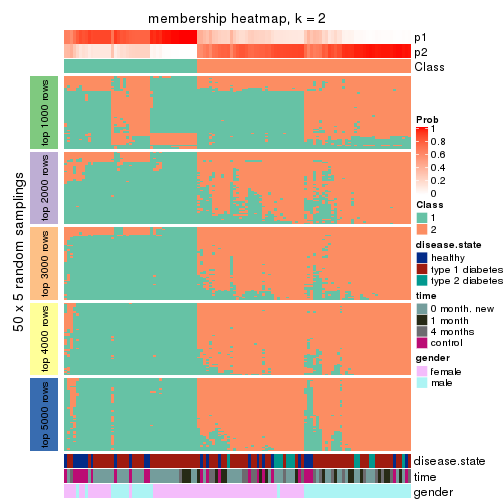 membership heatmap, k = 2
p1
p2
Class
50 x 5 random samplings
top 1000 rows
top 2000 rows
top 3000 rows
top 4000 rows
top 5000 rows
Prob
1
0.8
0.6
0.4
0.2
0
Class
1
2
disease.state
healthy
type 1 diabetes
type 2 diabetes
time
0 month. new
1 month
4 months
control
gender
female
male
disease.state
time
gender